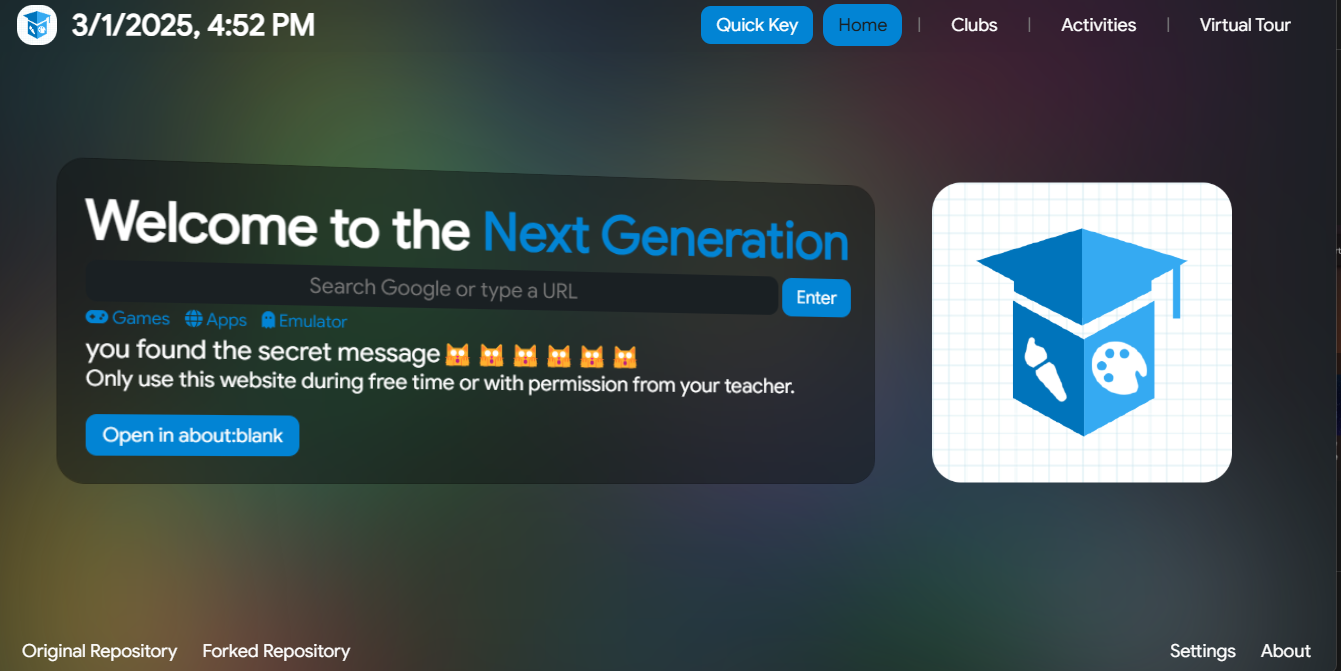 3/1/2025, 4:52 PM
Quick Key Home | Clubs | Activities | Virtual Tour
Welcome to the Next Generation
Search Google or type a URL Enter
Games Apps Emulator
you found the secret message🙀 🙀 🙀 🙀 🙀 🙀
Only use this website during free time or with permission from your teacher.
Open in about:blank
Original Repository Forked Repository Settings About